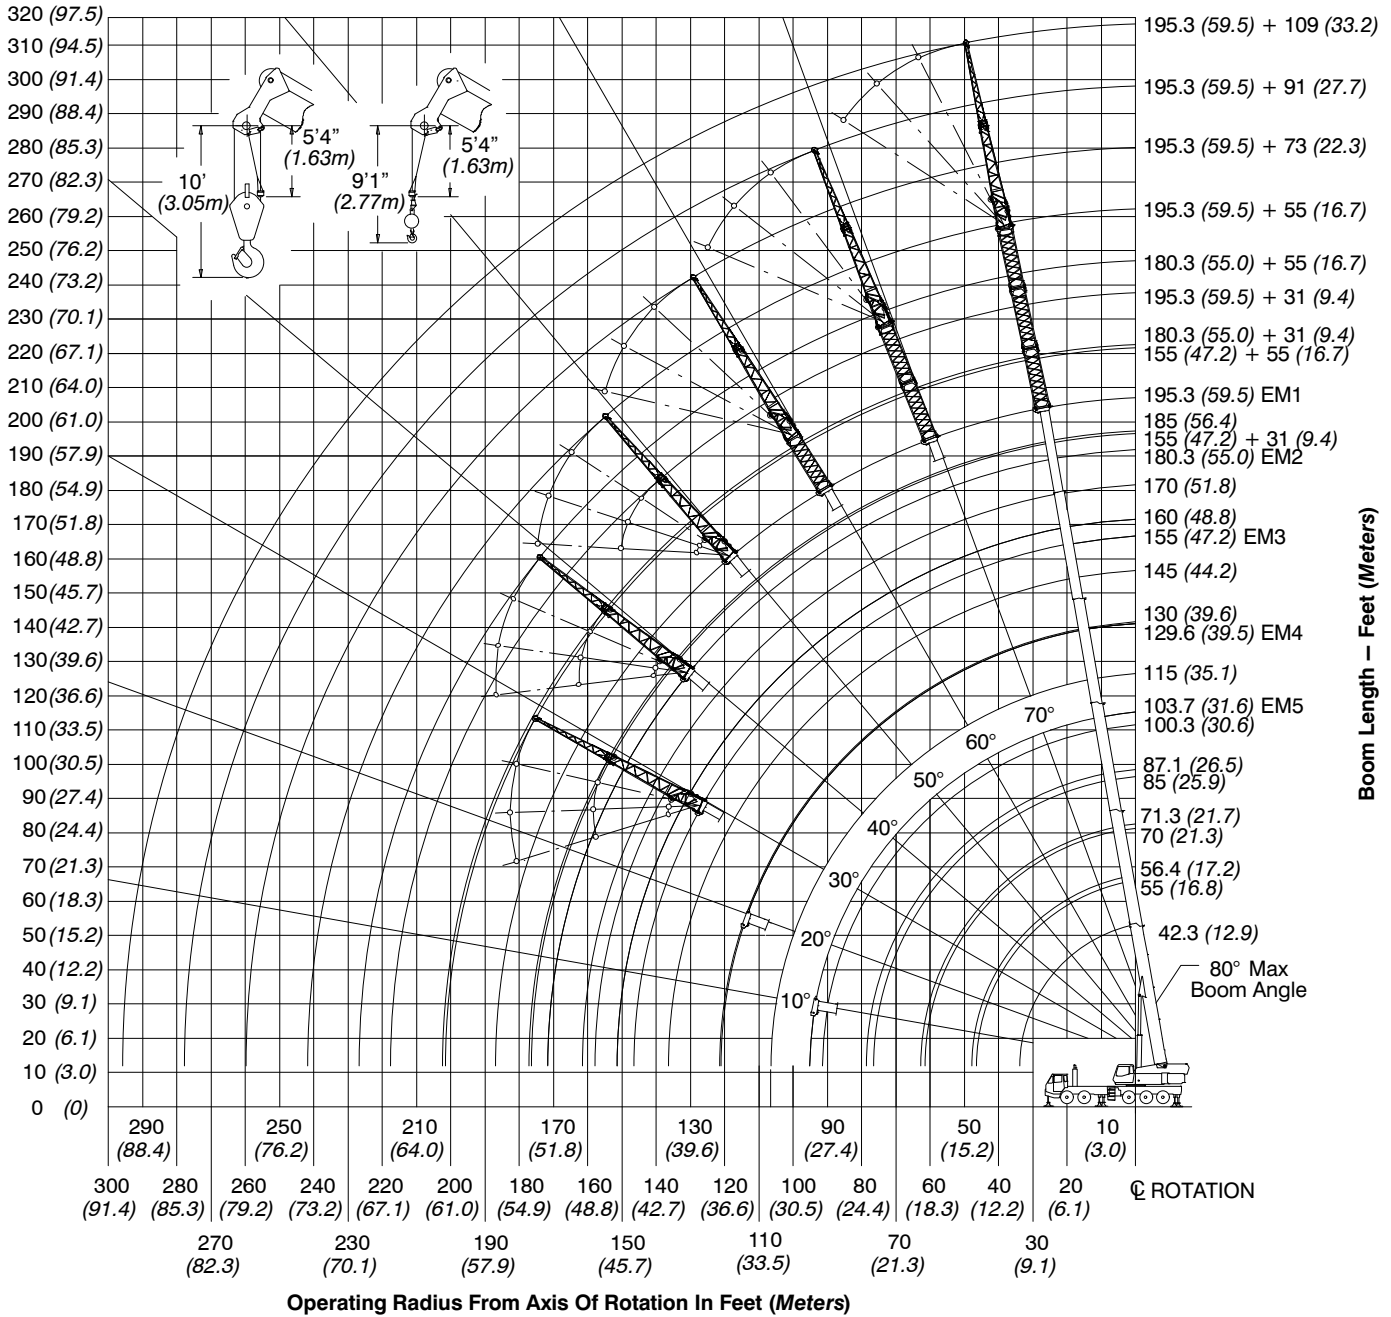 320 (97.5)
310 (94.5)
300 (91.4)
290 (88.4)
280 (85.3)
270 (82.3)
260 (79.2)
250 (76.2)
240 (73.2)
230 (70.1)
220 (67.1)
210 (64.0)
200 (61.0)
190 (57.9)
180 (54.9)
170 (51.8)
160 (48.8)
150 (45.7)
140 (42.7)
130 (39.6)
120 (36.6)
110 (33.5)
100 (30.5)
90 (27.4)
80 (24.4)
70 (21.3)
60 (18.3)
50 (15.2)
40 (12.2)
30 (9.1)
20 (6.1)
10 (3.0)
0 (0)
5'4"
(1.63m)
10'
(3.05m)
5'4"
(1.63m)
9'1"
(2.77m)
195.3 (59.5) + 109 (33.2)
195.3 (59.5) + 91 (27.7)
195.3 (59.5) + 73 (22.3)
195.3 (59.5) + 55 (16.7)
180.3 (55.0) + 55 (16.7)
195.3 (59.5) + 31 (9.4)
180.3 (55.0) + 31 (9.4)
155 (47.2) + 55 (16.7)
195.3 (59.5) EM1
185 (56.4)
155 (47.2) + 31 (9.4)
180.3 (55.0) EM2
170 (51.8)
160 (48.8)
155 (47.2) EM3
145 (44.2)
130 (39.6)
129.6 (39.5) EM4
115 (35.1)
103.7 (31.6) EM5
100.3 (30.6)
87.1 (26.5)
85 (25.9)
71.3 (21.7)
70 (21.3)
56.4 (17.2)
55 (16.8)
42.3 (12.9)
80° Max
Boom Angle
70°
60°
50°
40°
30°
20°
10°
Boom Length – Feet (Meters)
290 250 210 170 130 90 50 10
(88.4) (76.2) (64.0) (51.8) (39.6) (27.4) (15.2) (3.0)
300 280 260 240 220 200 180 160 140 120 100 80 60 40 20 ℄ ROTATION
(91.4) (85.3) (79.2) (73.2) (67.1) (61.0) (54.9) (48.8) (42.7) (36.6) (30.5) (24.4) (18.3) (12.2) (6.1)
270 230 190 150 110 70 30
(82.3) (70.1) (57.9) (45.7) (33.5) (21.3) (9.1)
Operating Radius From Axis Of Rotation In Feet (Meters)